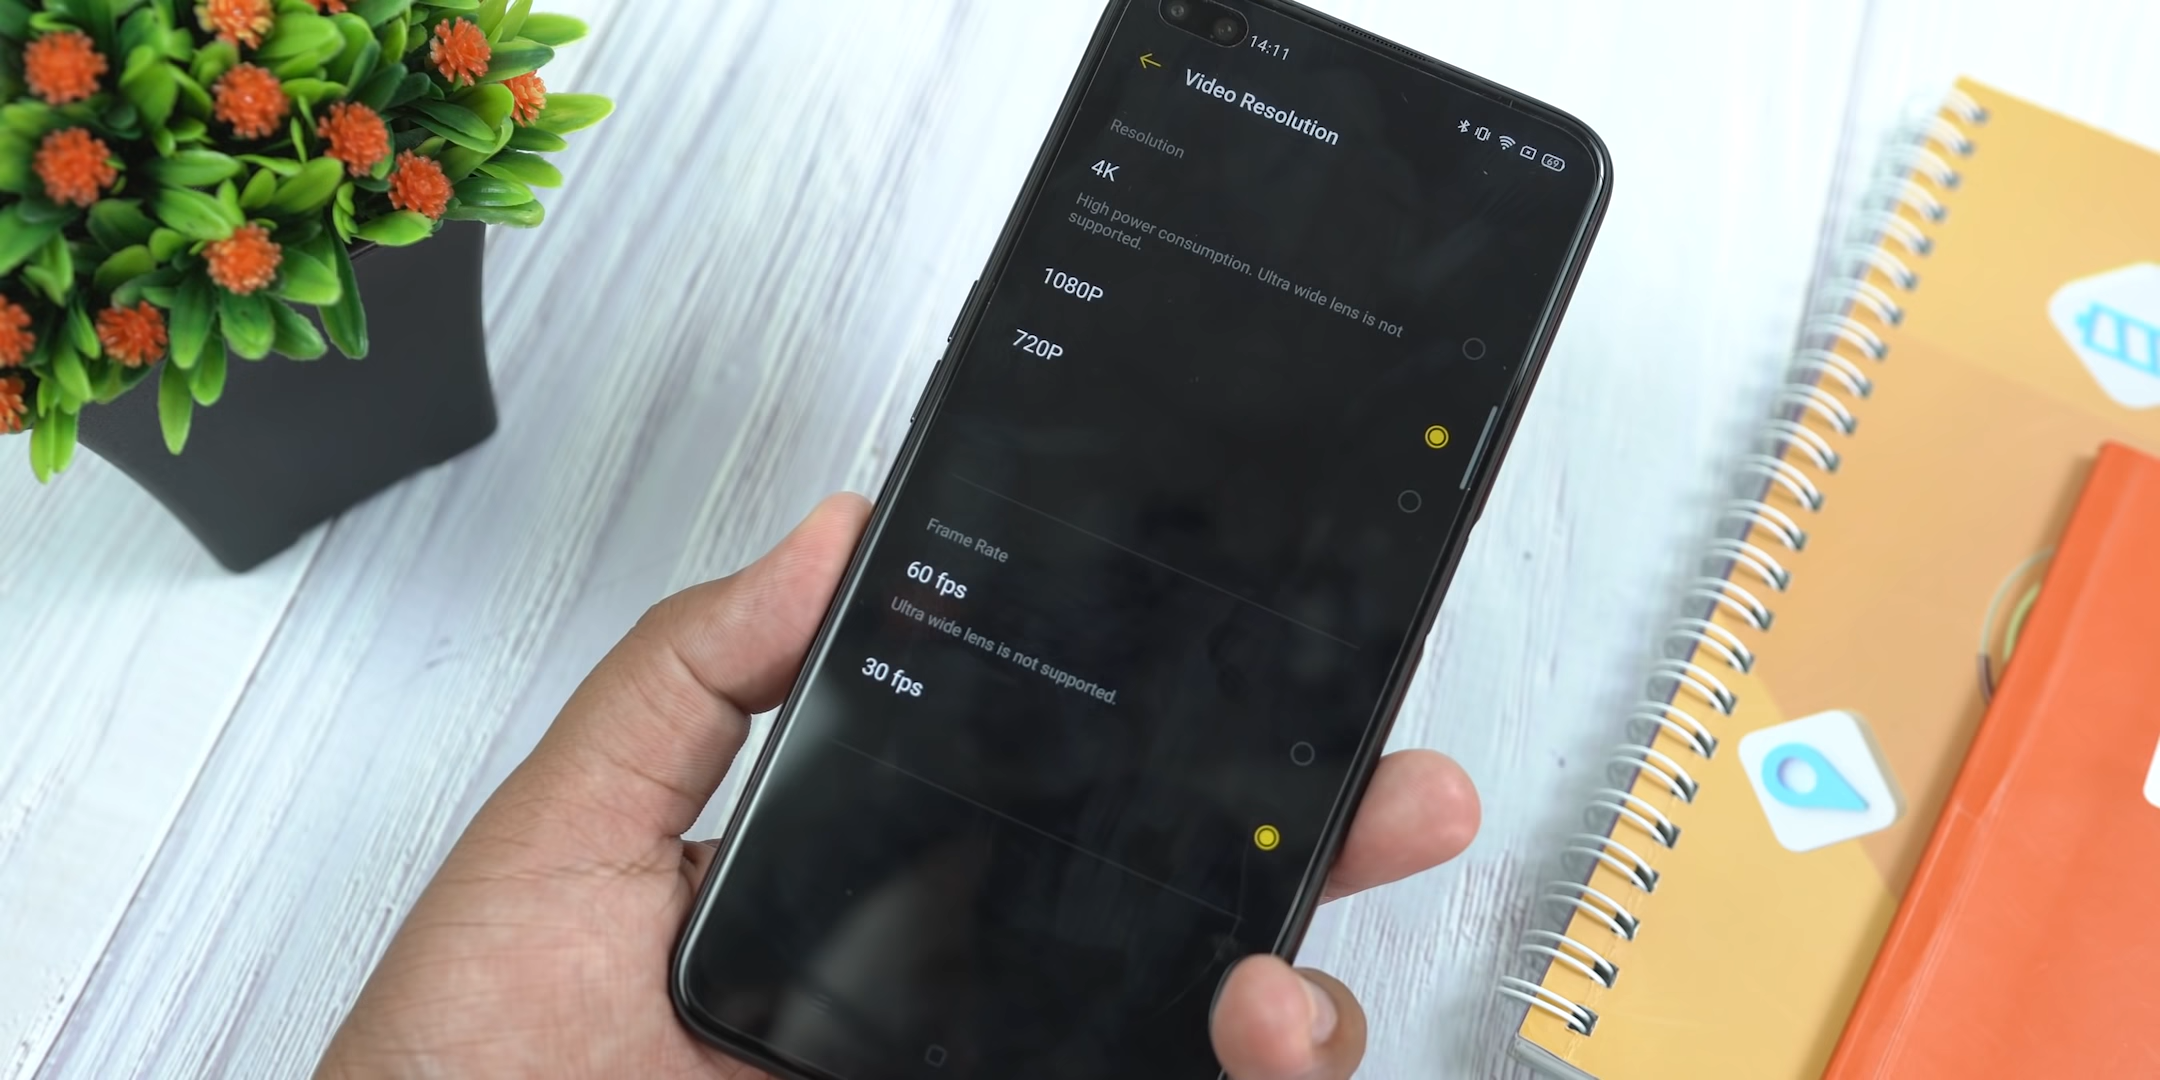 14:11
69
Video Resolution
Resolution
4K
High power consumption. Ultra wide lens is not
supported.
1080P
720P
Frame Rate
60 fps
Ultra wide lens is not supported.
30 fps